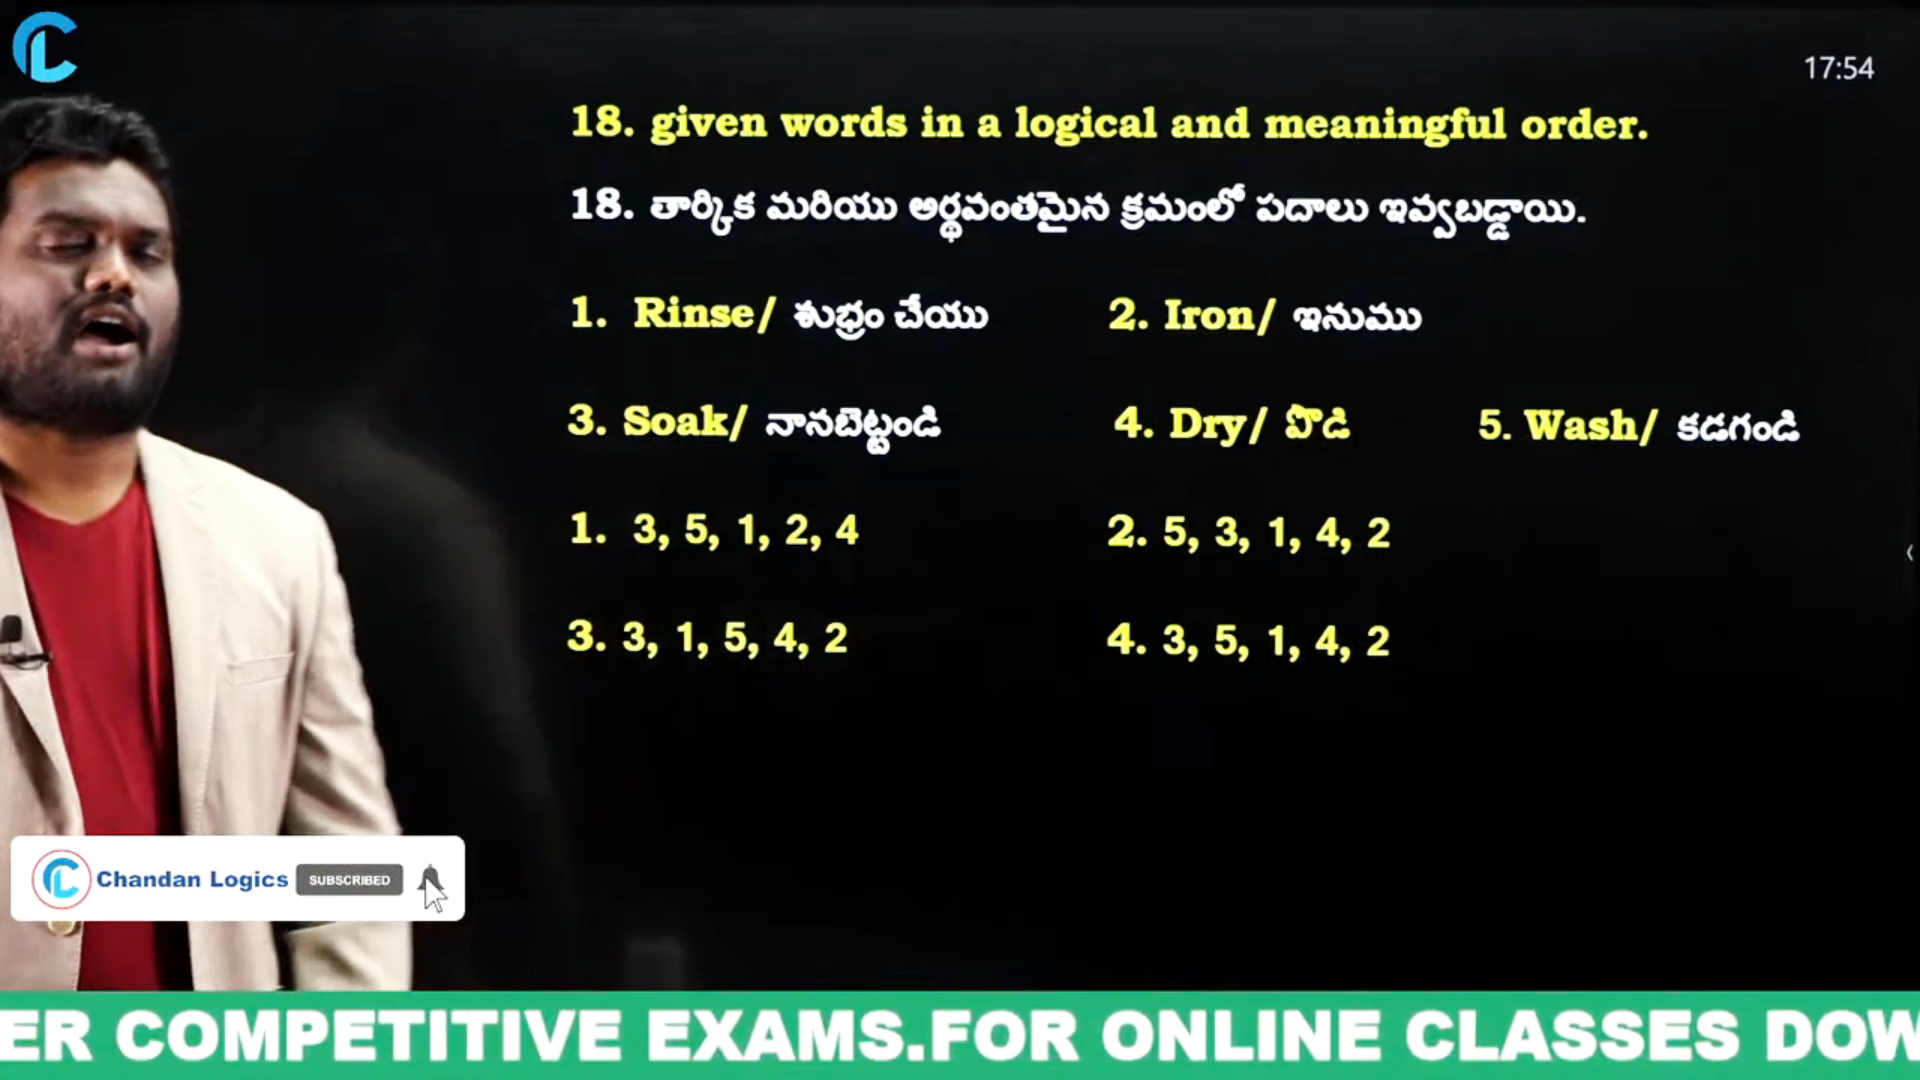 17:54
18. given words in a logical and meaningful order.
18. తార్కిక మరియు అర్థవంతమైన క్రమంలో పదాలు ఇవ్వబడ్డాయి.
1. Rinse/ శుభ్రం చేయు 2. Iron/ ఇనుము
3. Soak/ నానబెట్టండి 4. Dry/ పొడి 5. Wash/ కడగండి
1. 3, 5, 1, 2, 4 2. 5, 3, 1, 4, 2
3. 3, 1, 5, 4, 2 4. 3, 5, 1, 4, 2
Chandan Logics SUBSCRIBED
ER COMPETITIVE EXAMS.FOR ONLINE CLASSES DOW